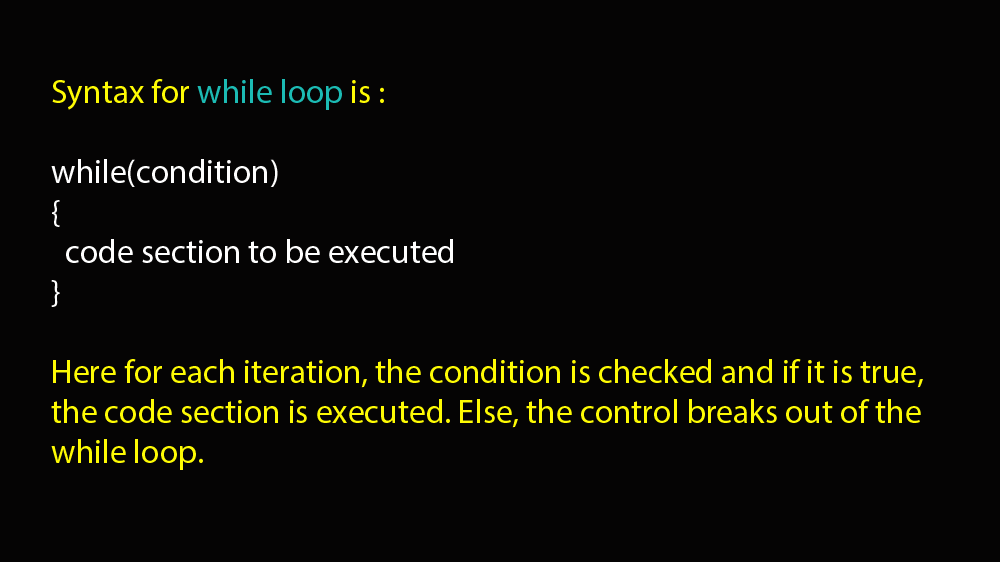 Syntax for while loop is :
while(condition)
{
code section to be executed
}
Here for each iteration, the condition is checked and if it is true,
the code section is executed. Else, the control breaks out of the
while loop.